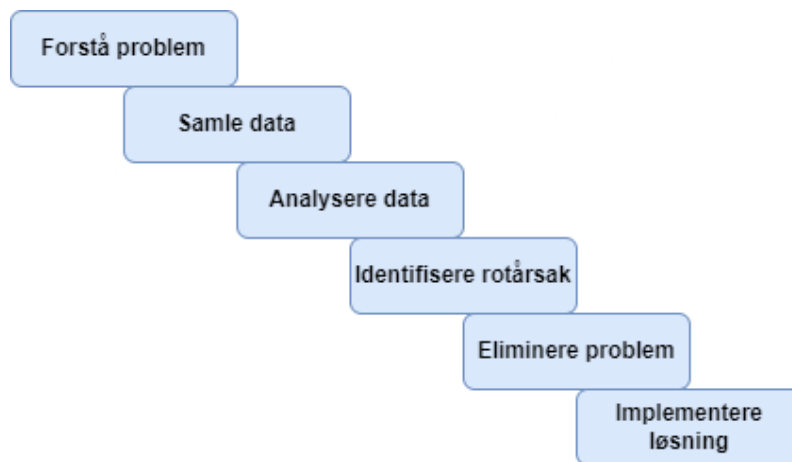 Forstå problem
Samle data
Analysere data
Identifisere rotårsak
Eliminere problem
Implementere
løsning